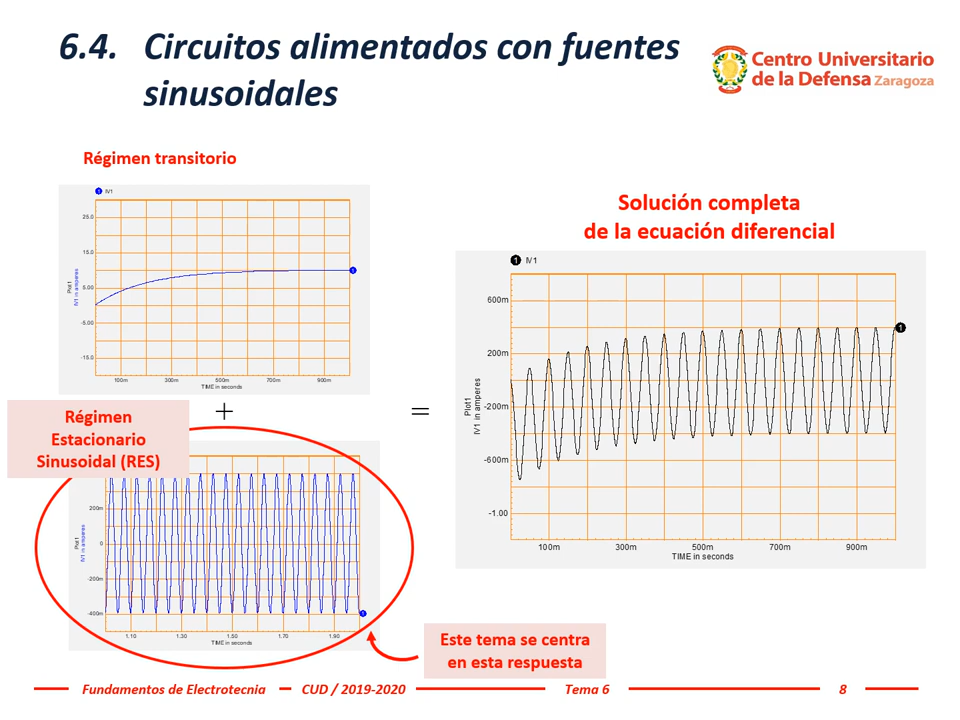 6.4. Circuitos alimentados con fuentes
sinusoidales
Centro Universitario
de la Defensa Zaragoza
Régimen transitorio
1 IV1
25.0
15.0
5.00
-5.00
-15.0
Plot1
IV1 in amperes
100m 300m 500m 700m 900m
TIME in seconds
1
+
=
Régimen
Estacionario
Sinusoidal (RES)
200m
0
-200m
-400m
Plot1
IV1 in amperes
1.10 1.30 1.50 1.70 1.90
TIME in seconds
1
Solución completa
de la ecuación diferencial
1 IV1
600m
200m
-200m
-600m
-1.00
Plot1
IV1 in amperes
100m 300m 500m 700m 900m
TIME in seconds
1
Este tema se centra
en esta respuesta
Fundamentos de Electrotecnia CUD / 2019-2020 Tema 6 8